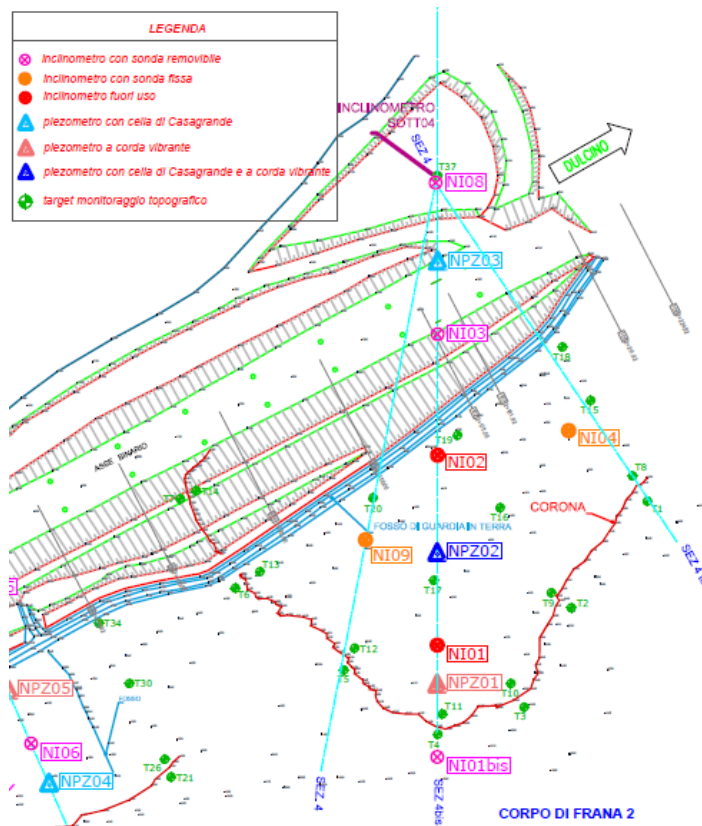 LEGENDA
Inclinometro con sonda removibile
Inclinometro con sonda fissa
Inclinometro fuori uso
piezometro con cella di Casagrande
piezometro a corda vibrante
piezometro con cella di Casagrande e a corda vibrante
target monitoraggio topografico
INCLINOMETRO
SOTT04
SEZ 4
T37
NI08
DULCINO
NPZ03
NI03
T18
T15
NI04
T19
NI02
T8
T1
ASSE BINARIO
T14
T20
T16
CORONA
FOSSO DI GUARDIA IN TERRA
NI09
NPZ02
SEZ 4
T13
T6
T17
T9
T2
T34
NI01
T12
T5
T30
NPZ05
NPZ01
T10
T11
T3
FOSSO
T4
NI06
NI01bis
T26
T21
NPZ04
SEZ. 4
SEZ 4bis
CORPO DI FRANA 2